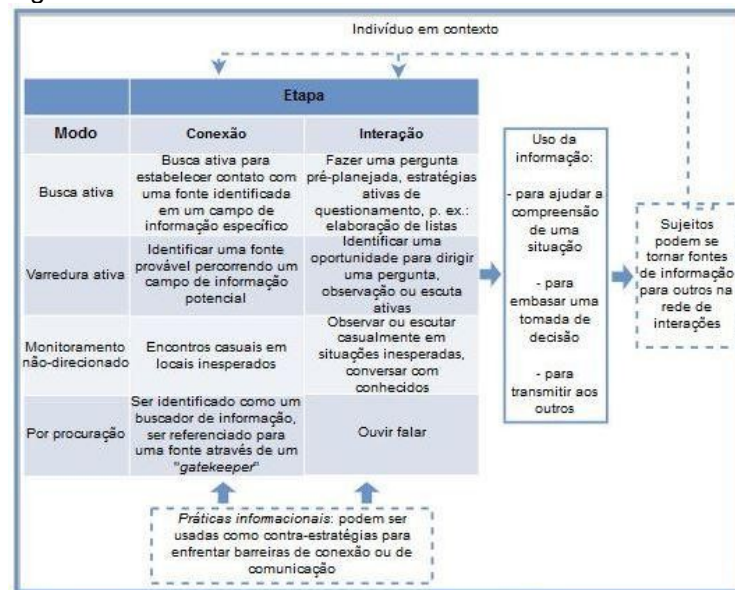 Indivíduo em contexto
Etapa
Modo
Conexão
Interação
Busca ativa
Busca ativa para
estabelecer contato com
uma fonte identificada
em um campo de
informação específico
Fazer uma pergunta
pré-planejada, estratégias
ativas de
questionamento, p. ex.:
elaboração de listas
Varredura ativa
Identificar uma fonte
provável percorrendo um
campo de informação
potencial
Identificar uma
oportunidade para dirigir
uma pergunta,
observação ou escuta
ativas
Monitoramento
não-direcionado
Encontros casuais em
locais inesperados
Observar ou escutar
casualmente em
situações inesperadas,
conversar com
conhecidos
Por procuração
Ser identificado como um
buscador de informação,
ser referenciado para
uma fonte através de um
"gatekeeper"
Ouvir falar
Uso da
informação:
- para ajudar a
compreensão
de uma
situação
- para
embasar uma
tomada de
decisão
- para
transmitir aos
outros
Sujeitos
podem se
tornar fontes
de informação
para outros na
rede de
interações
Práticas informacionais: podem ser
usadas como contra-estratégias para
enfrentar barreiras de conexão ou de
comunicação